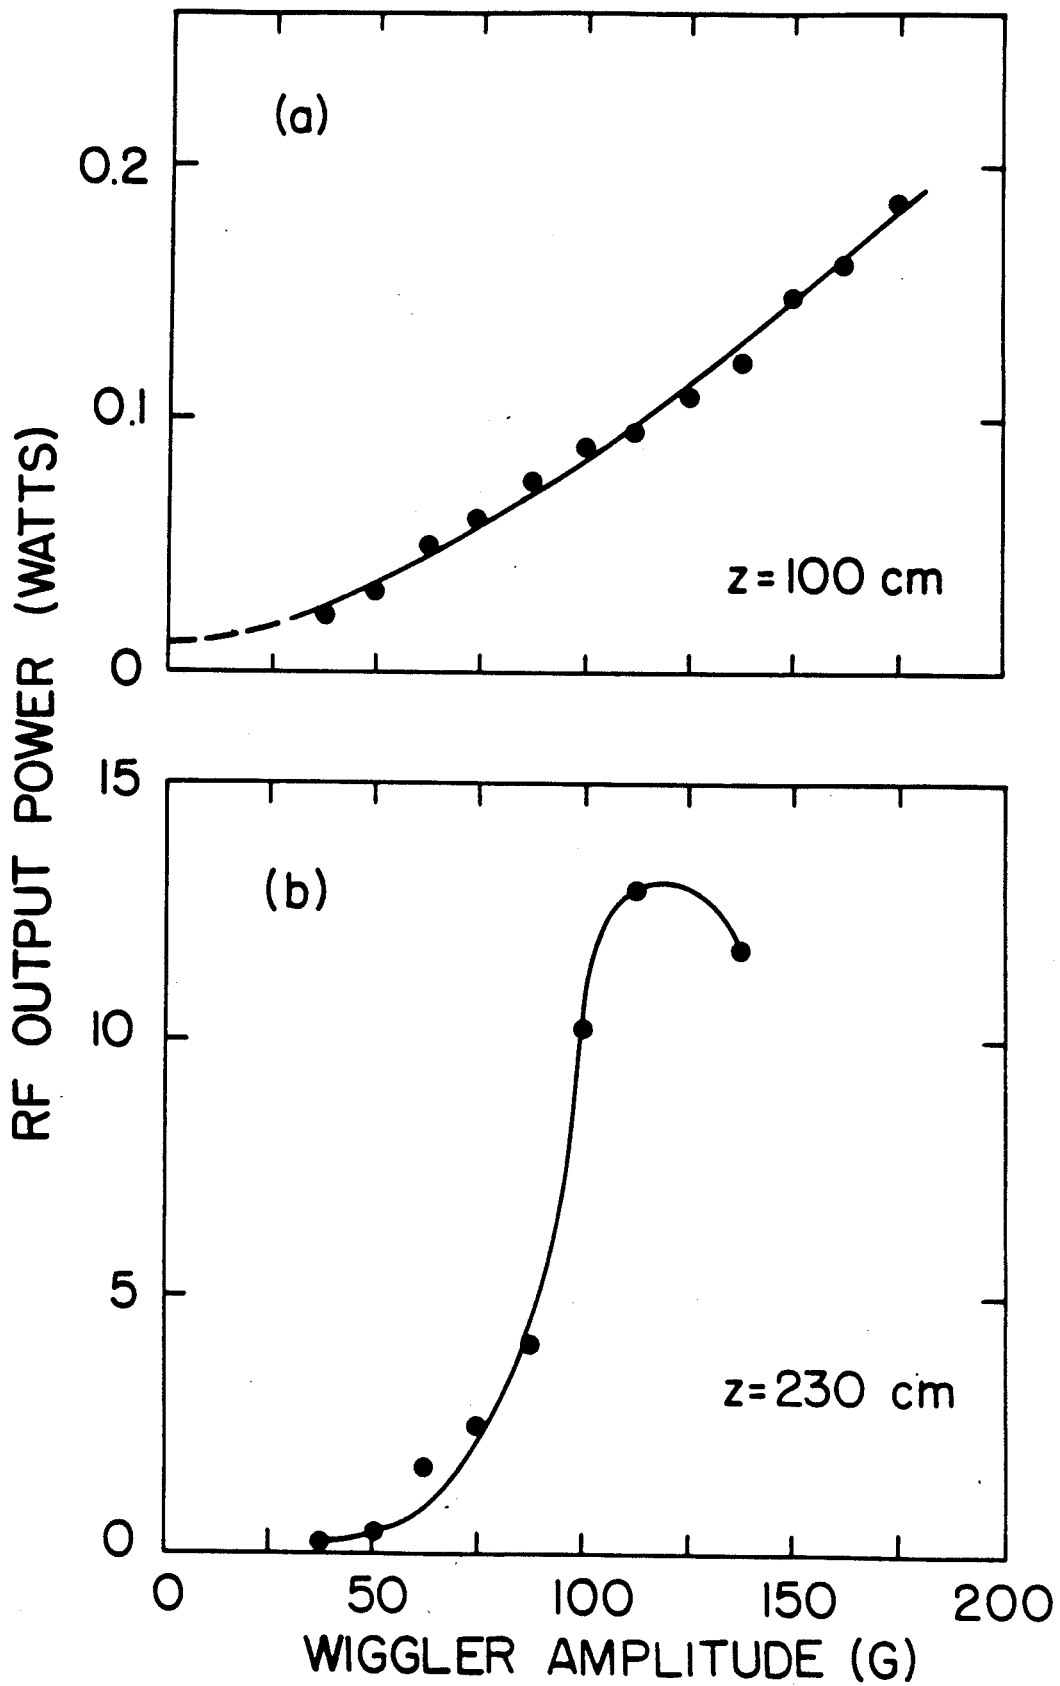 RF OUTPUT POWER (WATTS)
(a)
0.2
0.1
0
z=100 cm
(b)
15
10
5
0
z=230 cm
0 50 100 150 200
WIGGLER AMPLITUDE (G)